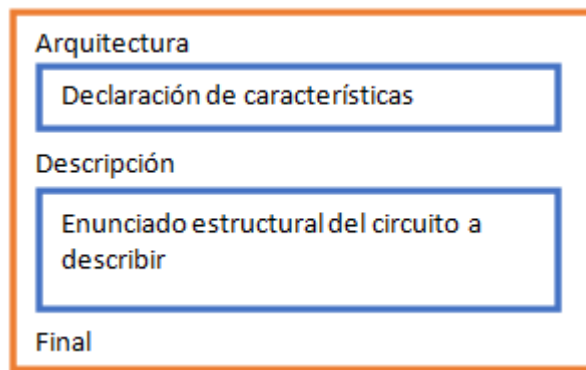 Arquitectura
Declaración de características
Descripción
Enunciado estructural del circuito a
describir
Final